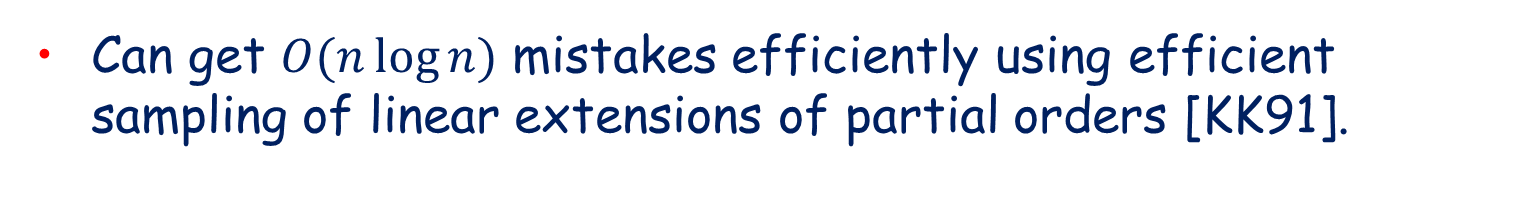 • Can get O(n log n) mistakes efficiently using efficient
sampling of linear extensions of partial orders [KK91].